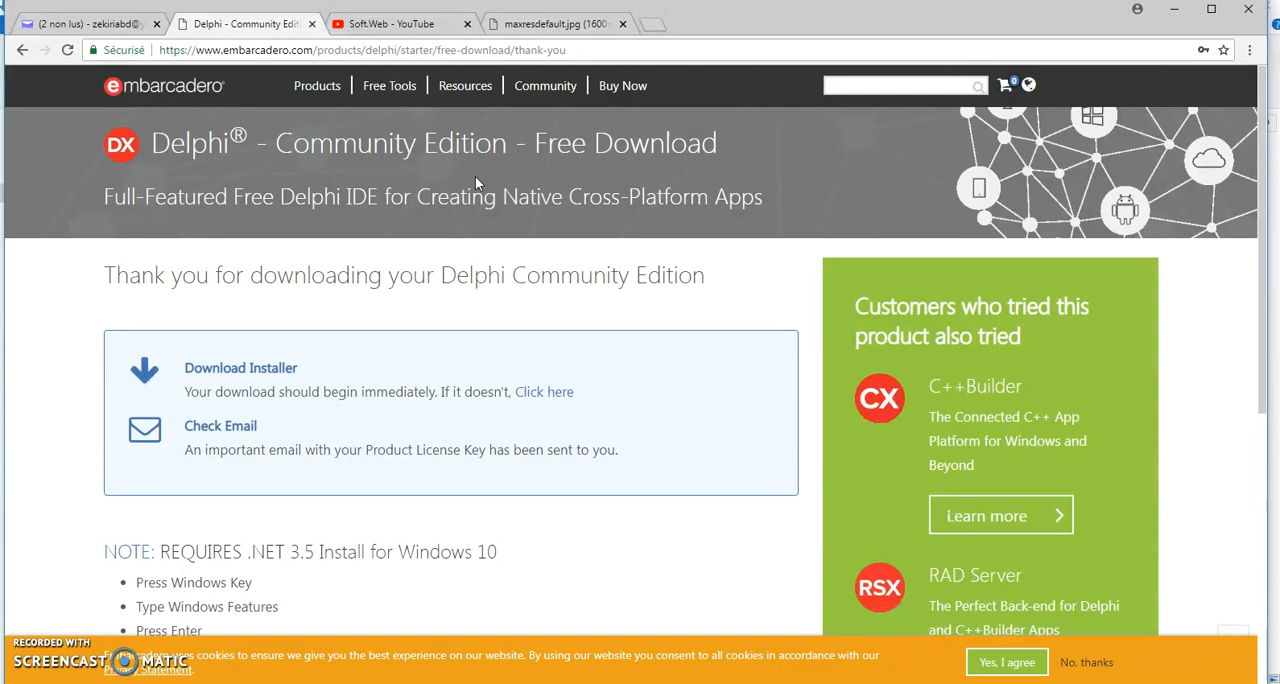 (2 non lus) - zekiriabd@y
Delphi - Community Editi
Soft.Web - YouTube
maxresdefault.jpg (1600×
Sécurisé
https://www.embarcadero.com/products/delphi/starter/free-download/thank-you
embarcadero
Products
Free Tools
Resources
Community
Buy Now
0
DX
Delphi® - Community Edition - Free Download
Full-Featured Free Delphi IDE for Creating Native Cross-Platform Apps
Thank you for downloading your Delphi Community Edition
Download Installer
Your download should begin immediately. If it doesn't, Click here
Check Email
An important email with your Product License Key has been sent to you.
NOTE: REQUIRES .NET 3.5 Install for Windows 10
• Press Windows Key
• Type Windows Features
• Press Enter
Customers who tried this
product also tried
CX
C++Builder
The Connected C++ App
Platform for Windows and
Beyond
Learn more
RSX
RAD Server
The Perfect Back-end for Delphi
and C++Builder Apps
RECORDED WITH
SCREENCAST MATIC
uses cookies to ensure we give you the best experience on our website. By using our website you consent to all cookies in accordance with our
Privacy Statement.
Yes, I agree
No, thanks